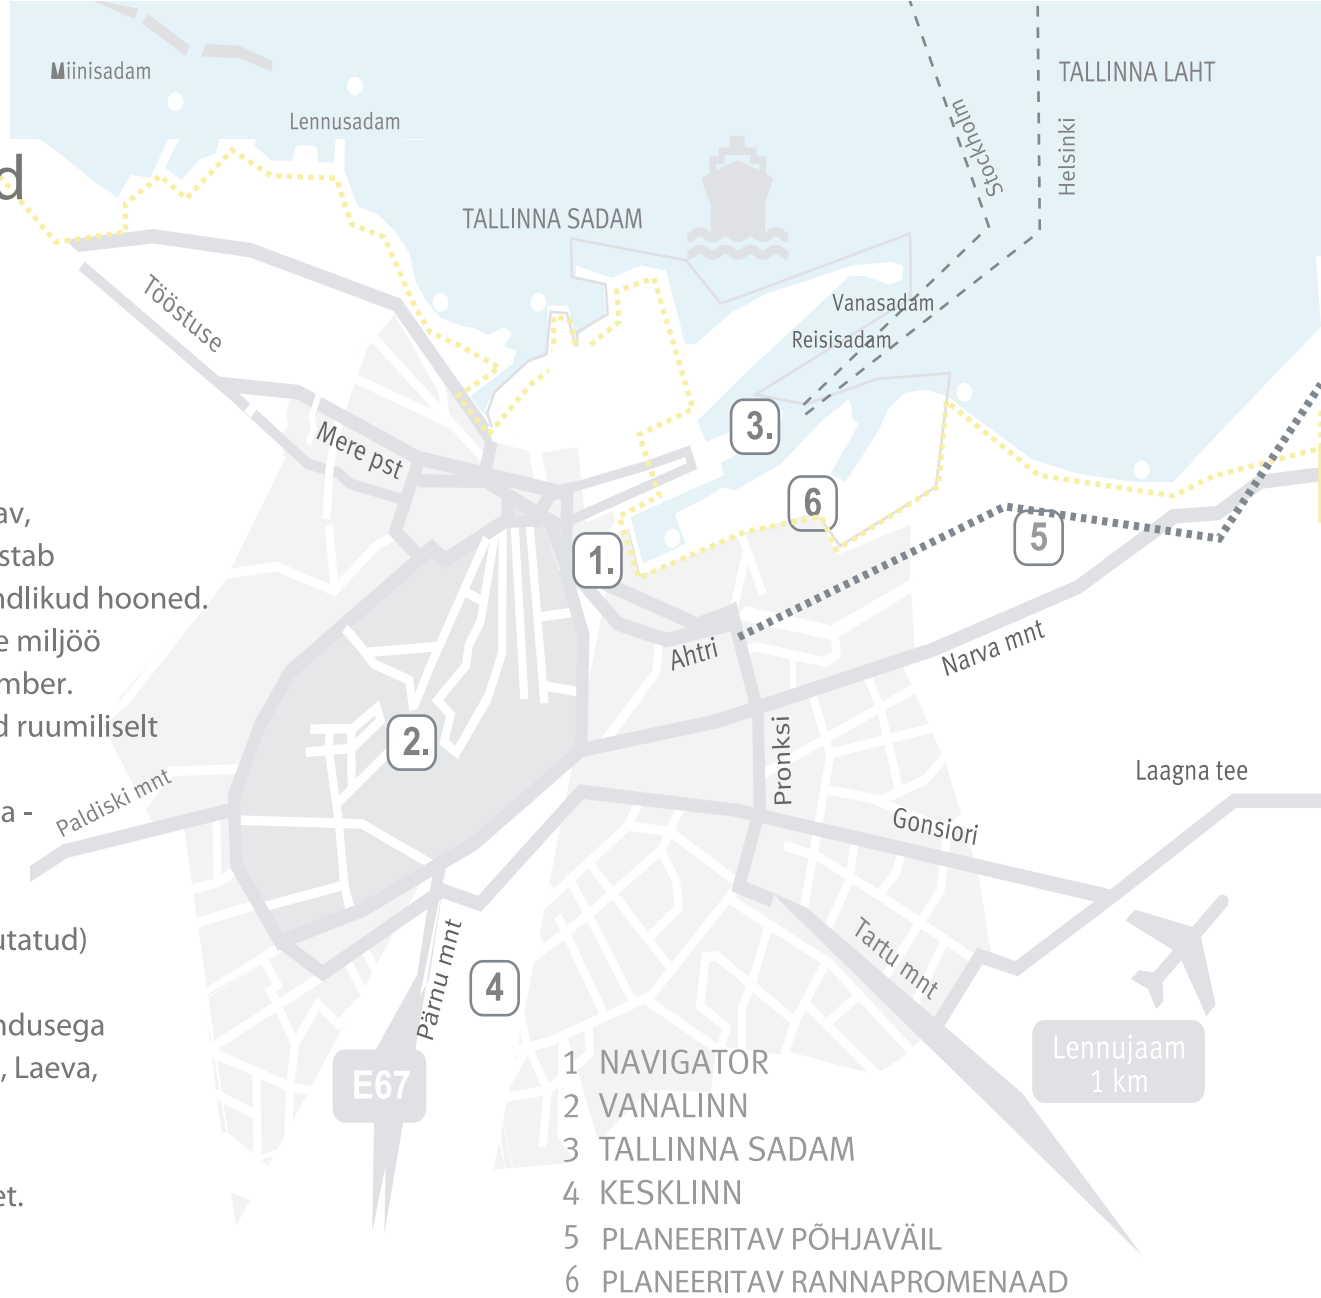 Miinisadam
TALLINNA LAHT
Lennusadam
Stockholm
Helsinki
d
TALLINNA SADAM
Tööstuse
Vanasadam
Reisisadam
3.
Mere pst
6
av,
5
stab
1.
ndlikud hooned.
e miljöö
Ahtri
Narva mnt
mber.
d ruumiliselt
2.
Pronksi
Laagna tee
Paldiski mnt
a -
Gonsiori
utatud)
Tartu mnt
Pärnu mnt
4
ndusega
, Laeva,
E67
Lennujaam
1 km
et.
1 NAVIGATOR
2 VANALINN
3 TALLINNA SADAM
4 KESKLINN
5 PLANEERITAV PÕHJAVÄIL
6 PLANEERITAV RANNAPROMENAAD